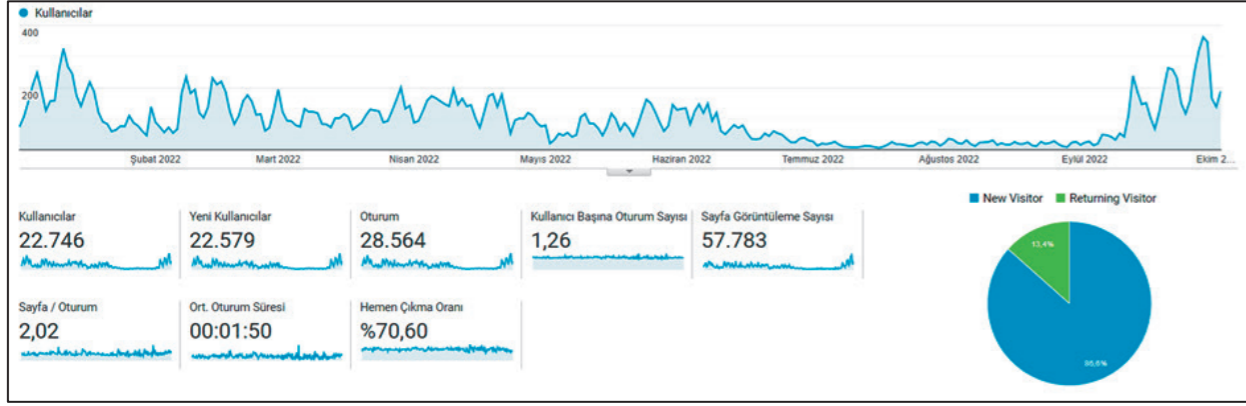 Kullanıcılar
400
200
Şubat 2022 Mart 2022 Nisan 2022 Mayıs 2022 Haziran 2022 Temmuz 2022 Ağustos 2022 Eylül 2022 Ekim 2...
New Visitor Returning Visitor
Kullanıcılar Yeni Kullanıcılar Oturum Kullanıcı Başına Oturum Sayısı Sayfa Görüntüleme Sayısı
22.746 22.579 28.564 1,26 57.783
13,4%
Sayfa / Oturum Ort. Oturum Süresi Hemen Çıkma Oranı
2,02 00:01:50 %70,60
86,6%